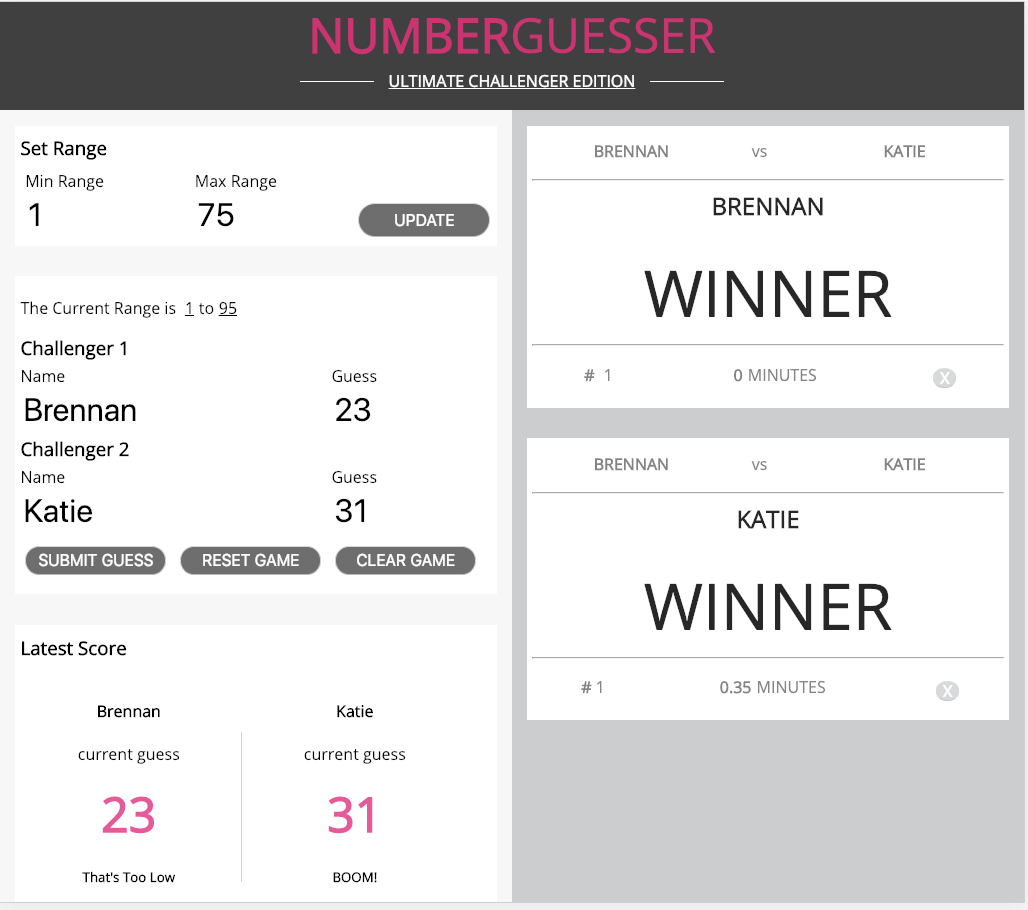 NUMBERGUESSER
ULTIMATE CHALLENGER EDITION
Set Range
Min Range Max Range
1 75 UPDATE
The Current Range is 1 to 95
Challenger 1
Name Guess
Brennan 23
Challenger 2
Name Guess
Katie 31
SUBMIT GUESS RESET GAME CLEAR GAME
Latest Score
Brennan Katie
current guess current guess
23 31
That's Too Low BOOM!
BRENNAN vs KATIE
BRENNAN
WINNER
# 1 0 MINUTES X
BRENNAN vs KATIE
KATIE
WINNER
# 1 0.35 MINUTES X